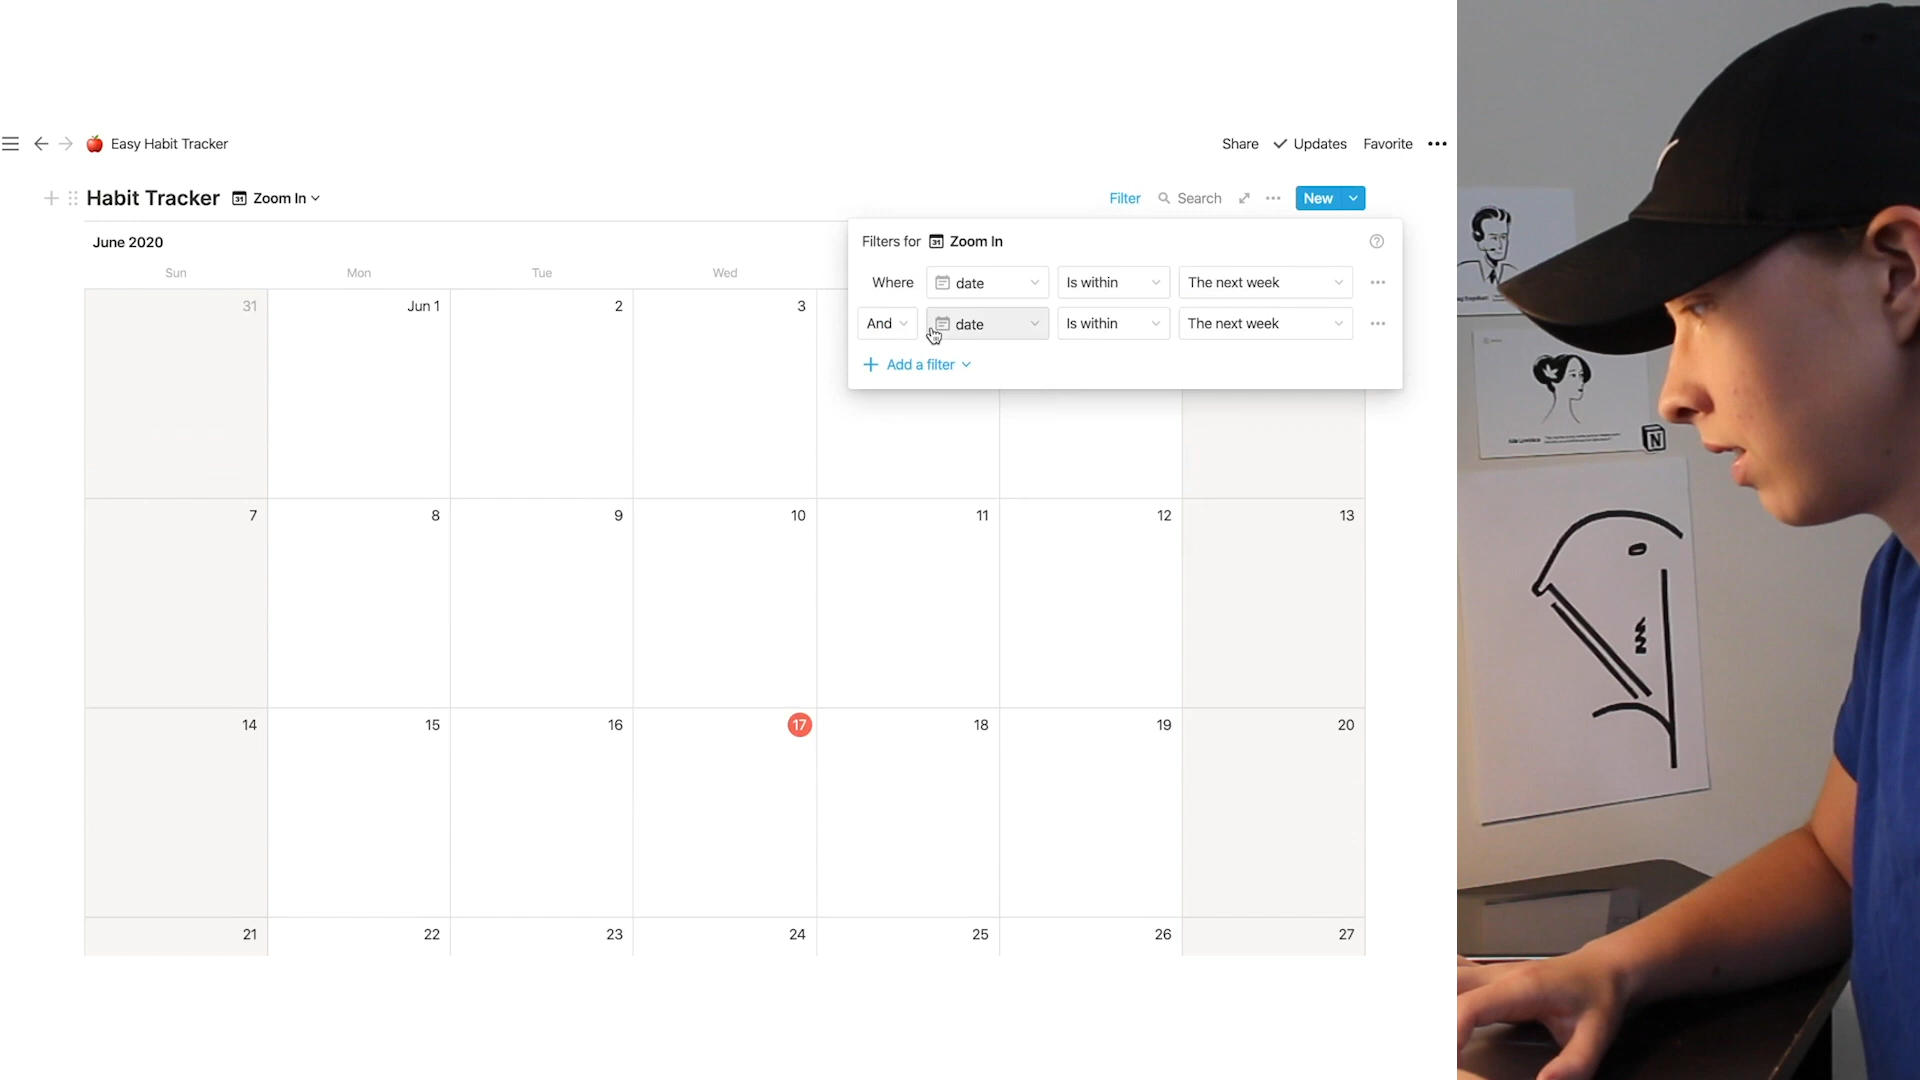 Easy Habit Tracker
Share Updates Favorite
Habit Tracker 31 Zoom In
Filter Search New
June 2020
Sun Mon Tue Wed
Filters for 31 Zoom In
Where date Is within The next week
And date Is within The next week
Add a filter
31 Jun 1 2 3
7 8 9 10 11 12 13
14 15 16 17 18 19 20
21 22 23 24 25 26 27
N